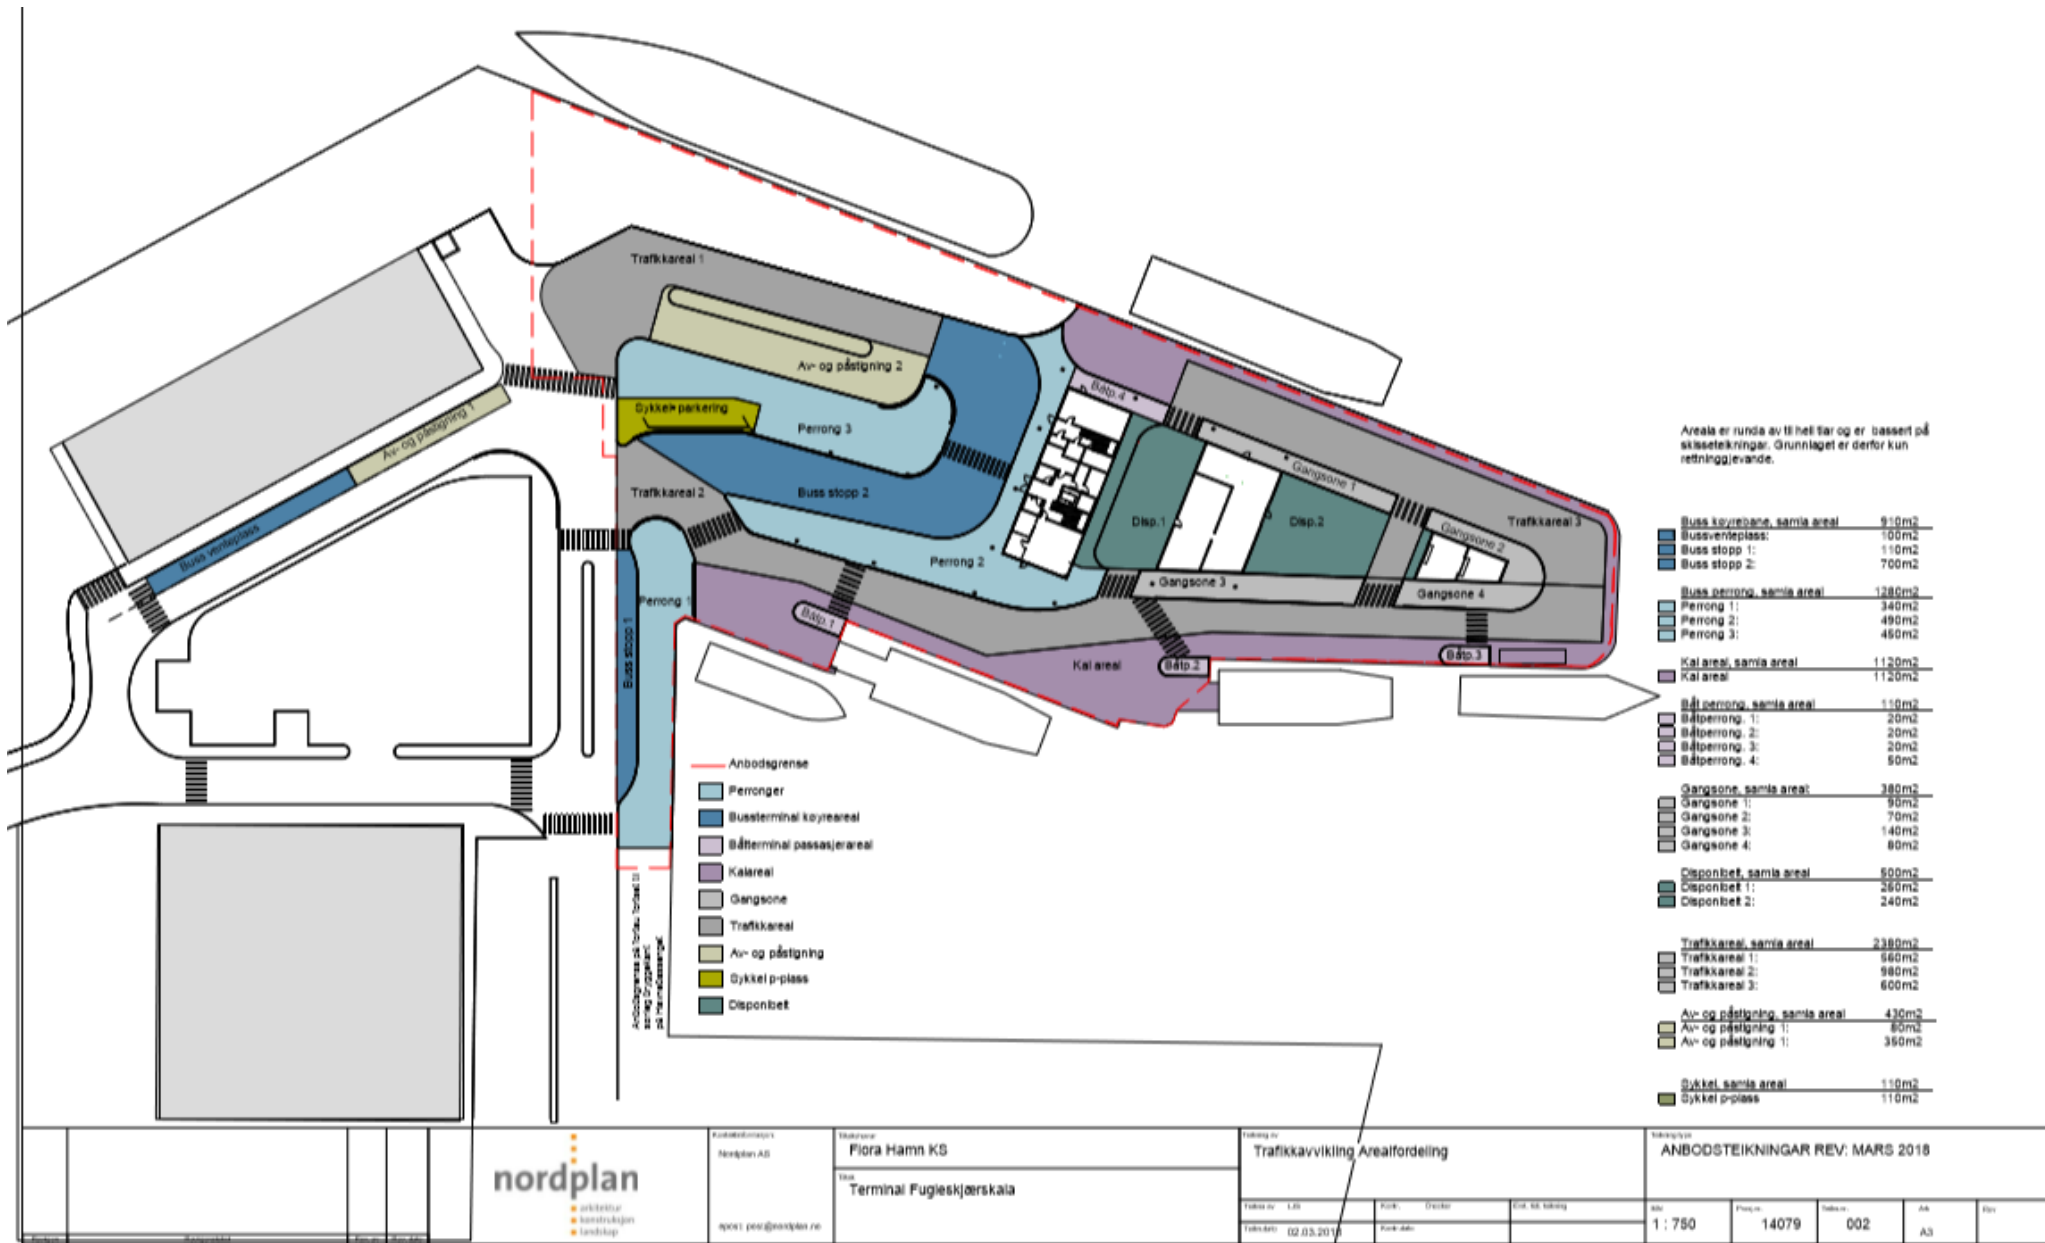 Trafikkareal 1
Av- og påstigning 2
Båtp.4
Sykkel- parkering
Perrong 3
Av- og påstigning 1
Gangsone 1
Trafikkareal 2
Buss stopp 2
Disp.1
Disp.2
Trafikkareal 3
Gangsone 2
Buss venteplass
Perrong 2
Gangsone 3
Gangsone 4
Perrong 1
Båtp.1
Buss stopp 1
Kai areal
Båtp.2
Båtp.3
Anbodsgrense
Perronger
Bussterminal køyreareal
Båtterminal passasjerareal
Kaiareal
Gangsone
Trafikkareal
Av- og påstigning
Sykkel p-plass
Disponibelt
Areala er runda av til heil tiar og er bassert på
skisseteikningar. Grunnlaget er derfor kun
rettninggjevande.
Buss køyrebane, samla areal 910m2
Bussventeplass: 100m2
Buss stopp 1: 110m2
Buss stopp 2: 700m2
Buss perrong, samla areal 1280m2
Perrong 1: 340m2
Perrong 2: 490m2
Perrong 3: 450m2
Kai areal, samla areal 1120m2
Kai areal 1120m2
Båt perrong, samla areal 110m2
Båtperrong. 1: 20m2
Båtperrong. 2: 20m2
Båtperrong. 3: 20m2
Båtperrong. 4: 50m2
Gangsone, samla areal: 380m2
Gangsone 1: 90m2
Gangsone 2: 70m2
Gangsone 3: 140m2
Gangsone 4: 80m2
Disponibelt, samla areal 500m2
Disponibelt 1: 260m2
Disponibelt 2: 240m2
Trafikkareal, samla areal 2380m2
Trafikkareal 1: 560m2
Trafikkareal 2: 980m2
Trafikkareal 3: 600m2
Av- og påstigning, samla areal 430m2
Av- og påstigning 1: 80m2
Av- og påstigning 1: 350m2
Sykkel, samla areal 110m2
Sykkel p-plass 110m2
nordplan
arkitektur
konstruksjon
landskap
Nordplan AS
epost: post@nordplan.no
Flora Hamn KS
Terminal Fugleskjærskaia
Trafikkavvikling Arealfordeling
ANBODSTEIKNINGAR REV: MARS 2018
1 : 750
14079
002
A3